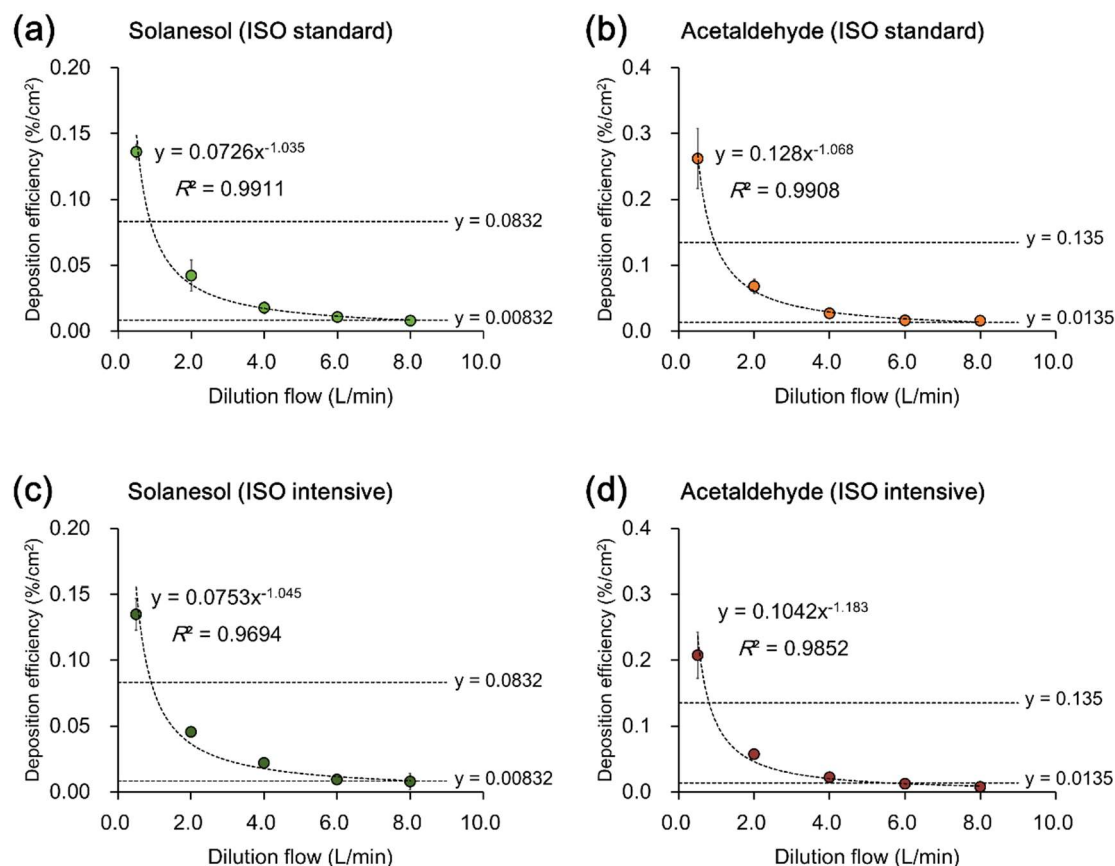 (a)
Solanesol (ISO standard)
Deposition efficiency (%/cm²)
0.20
0.15
0.10
0.05
0.00
y = 0.0726x⁻¹·⁰³⁵
R² = 0.9911
y = 0.0832
y = 0.00832
0.0 2.0 4.0 6.0 8.0 10.0
Dilution flow (L/min)
(b)
Acetaldehyde (ISO standard)
Deposition efficiency (%/cm²)
0.4
0.3
0.2
0.1
0.0
y = 0.128x⁻¹·⁰⁶⁸
R² = 0.9908
y = 0.135
y = 0.0135
0.0 2.0 4.0 6.0 8.0 10.0
Dilution flow (L/min)
(c)
Solanesol (ISO intensive)
Deposition efficiency (%/cm²)
0.20
0.15
0.10
0.05
0.00
y = 0.0753x⁻¹·⁰⁴⁵
R² = 0.9694
y = 0.0832
y = 0.00832
0.0 2.0 4.0 6.0 8.0 10.0
Dilution flow (L/min)
(d)
Acetaldehyde (ISO intensive)
Deposition efficiency (%/cm²)
0.4
0.3
0.2
0.1
0.0
y = 0.1042x⁻¹·¹⁸³
R² = 0.9852
y = 0.135
y = 0.0135
0.0 2.0 4.0 6.0 8.0 10.0
Dilution flow (L/min)